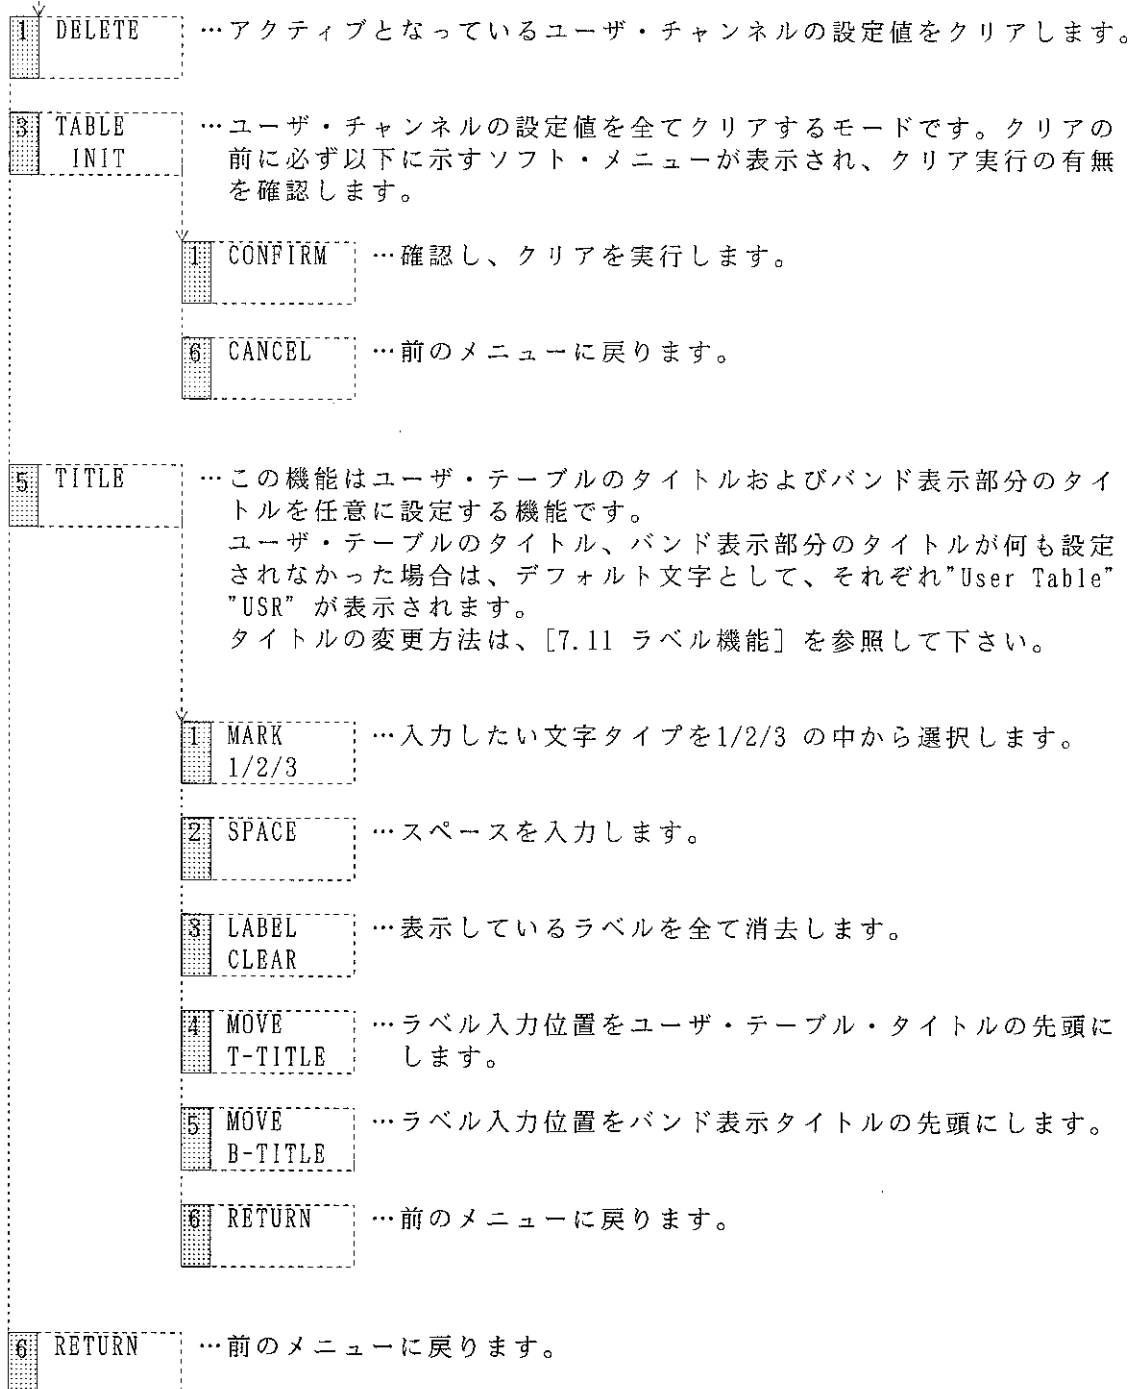 1 DELETE …アクティブとなっているユーザ・チャンネルの設定値をクリアします。
3 TABLE …ユーザ・チャンネルの設定値を全てクリアするモードです。クリアの
INIT 前に必ず以下に示すソフト・メニューが表示され、クリア実行の有無
を確認します。
1 CONFIRM …確認し、クリアを実行します。
6 CANCEL …前のメニューに戻ります。
5 TITLE …この機能はユーザ・テーブルのタイトルおよびバンド表示部分のタイ
トルを任意に設定する機能です。
ユーザ・テーブルのタイトル、バンド表示部分のタイトルが何も設定
されなかった場合は、デフォルト文字として、それぞれ"User Table"
"USR" が表示されます。
タイトルの変更方法は、[7.11 ラベル機能] を参照して下さい。
1 MARK …入力したい文字タイプを1/2/3 の中から選択します。
1/2/3
2 SPACE …スペースを入力します。
3 LABEL …表示しているラベルを全て消去します。
CLEAR
4 MOVE …ラベル入力位置をユーザ・テーブル・タイトルの先頭に
T-TITLE します。
5 MOVE …ラベル入力位置をバンド表示タイトルの先頭にします。
B-TITLE
6 RETURN …前のメニューに戻ります。
6 RETURN …前のメニューに戻ります。